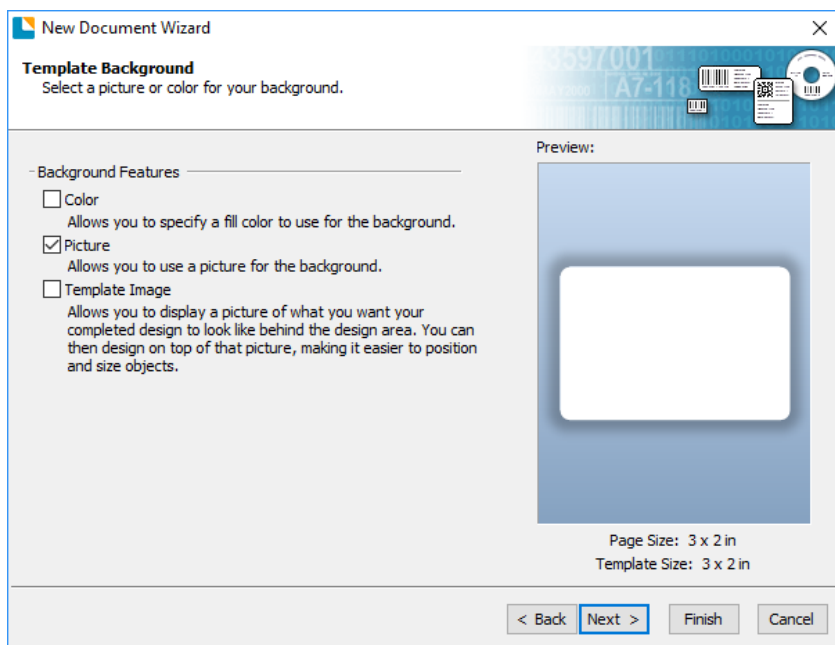 New Document Wizard
Template Background
Select a picture or color for your background.
3597001
A7-118
Background Features
Color
Allows you to specify a fill color to use for the background.
Picture
Allows you to use a picture for the background.
Template Image
Allows you to display a picture of what you want your
completed design to look like behind the design area. You can
then design on top of that picture, making it easier to position
and size objects.
Preview:
Page Size: 3 x 2 in
Template Size: 3 x 2 in
< Back
Next >
Finish
Cancel